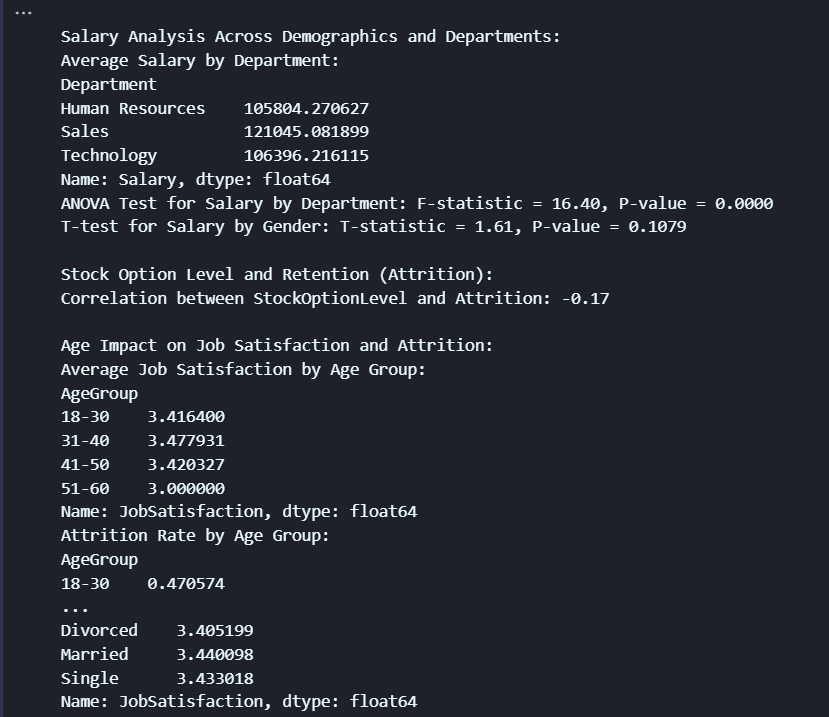 ...
Salary Analysis Across Demographics and Departments:
Average Salary by Department:
Department
Human Resources    105804.270627
Sales              121045.081899
Technology         106396.216115
Name: Salary, dtype: float64
ANOVA Test for Salary by Department: F-statistic = 16.40, P-value = 0.0000
T-test for Salary by Gender: T-statistic = 1.61, P-value = 0.1079
Stock Option Level and Retention (Attrition):
Correlation between StockOptionLevel and Attrition: -0.17
Age Impact on Job Satisfaction and Attrition:
Average Job Satisfaction by Age Group:
AgeGroup
18-30    3.416400
31-40    3.477931
41-50    3.420327
51-60    3.000000
Name: JobSatisfaction, dtype: float64
Attrition Rate by Age Group:
AgeGroup
18-30    0.470574
...
Divorced    3.405199
Married     3.440098
Single      3.433018
Name: JobSatisfaction, dtype: float64